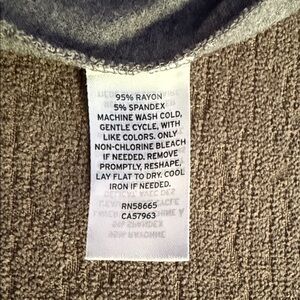 95% RAYON
5% SPANDEX
MACHINE WASH COLD,
GENTLE CYCLE, WITH
LIKE COLORS. ONLY
NON-CHLORINE BLEACH
IF NEEDED. REMOVE
PROMPTLY, RESHAPE,
LAY FLAT TO DRY. COOL
IRON IF NEEDED.
RN58665
CA57963